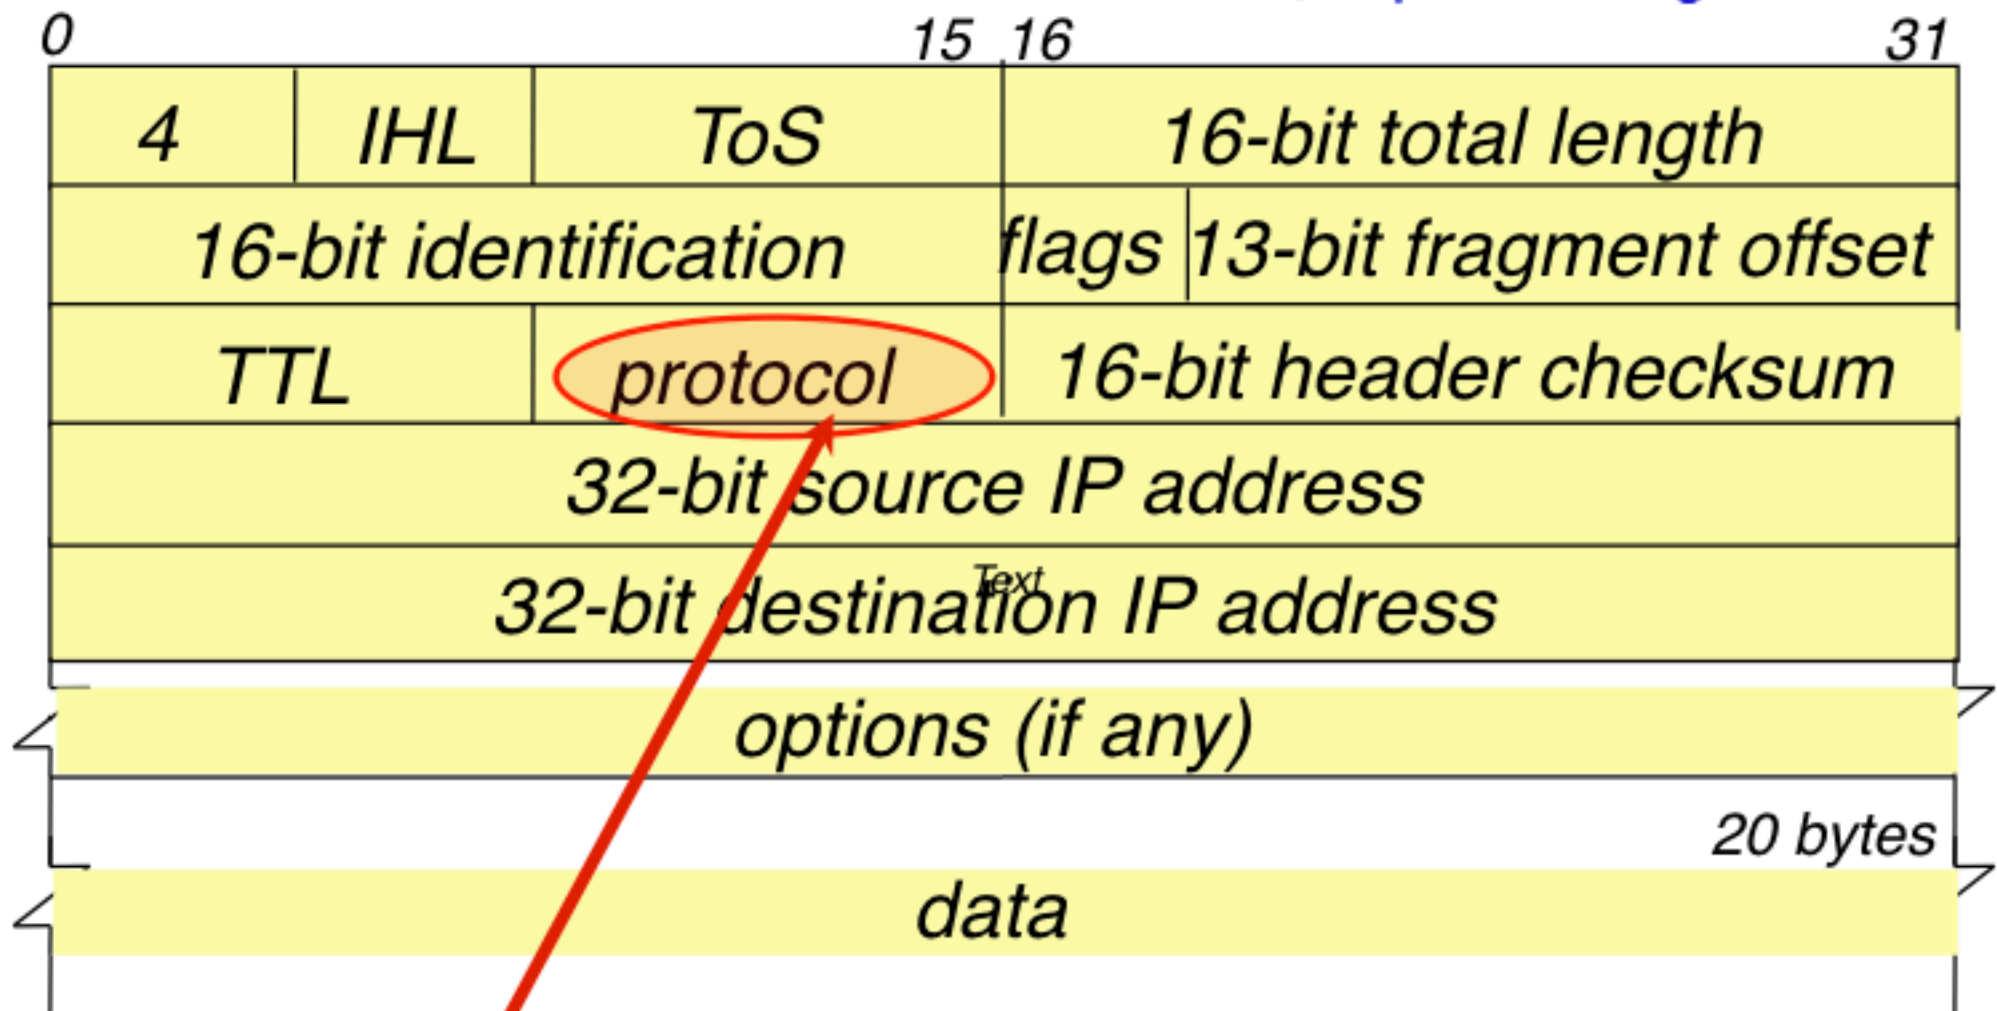 0 15 16 31
4 IHL ToS 16-bit total length
16-bit identification flags 13-bit fragment offset
TTL protocol 16-bit header checksum
32-bit source IP address
Text
32-bit destination IP address
options (if any)
20 bytes
data